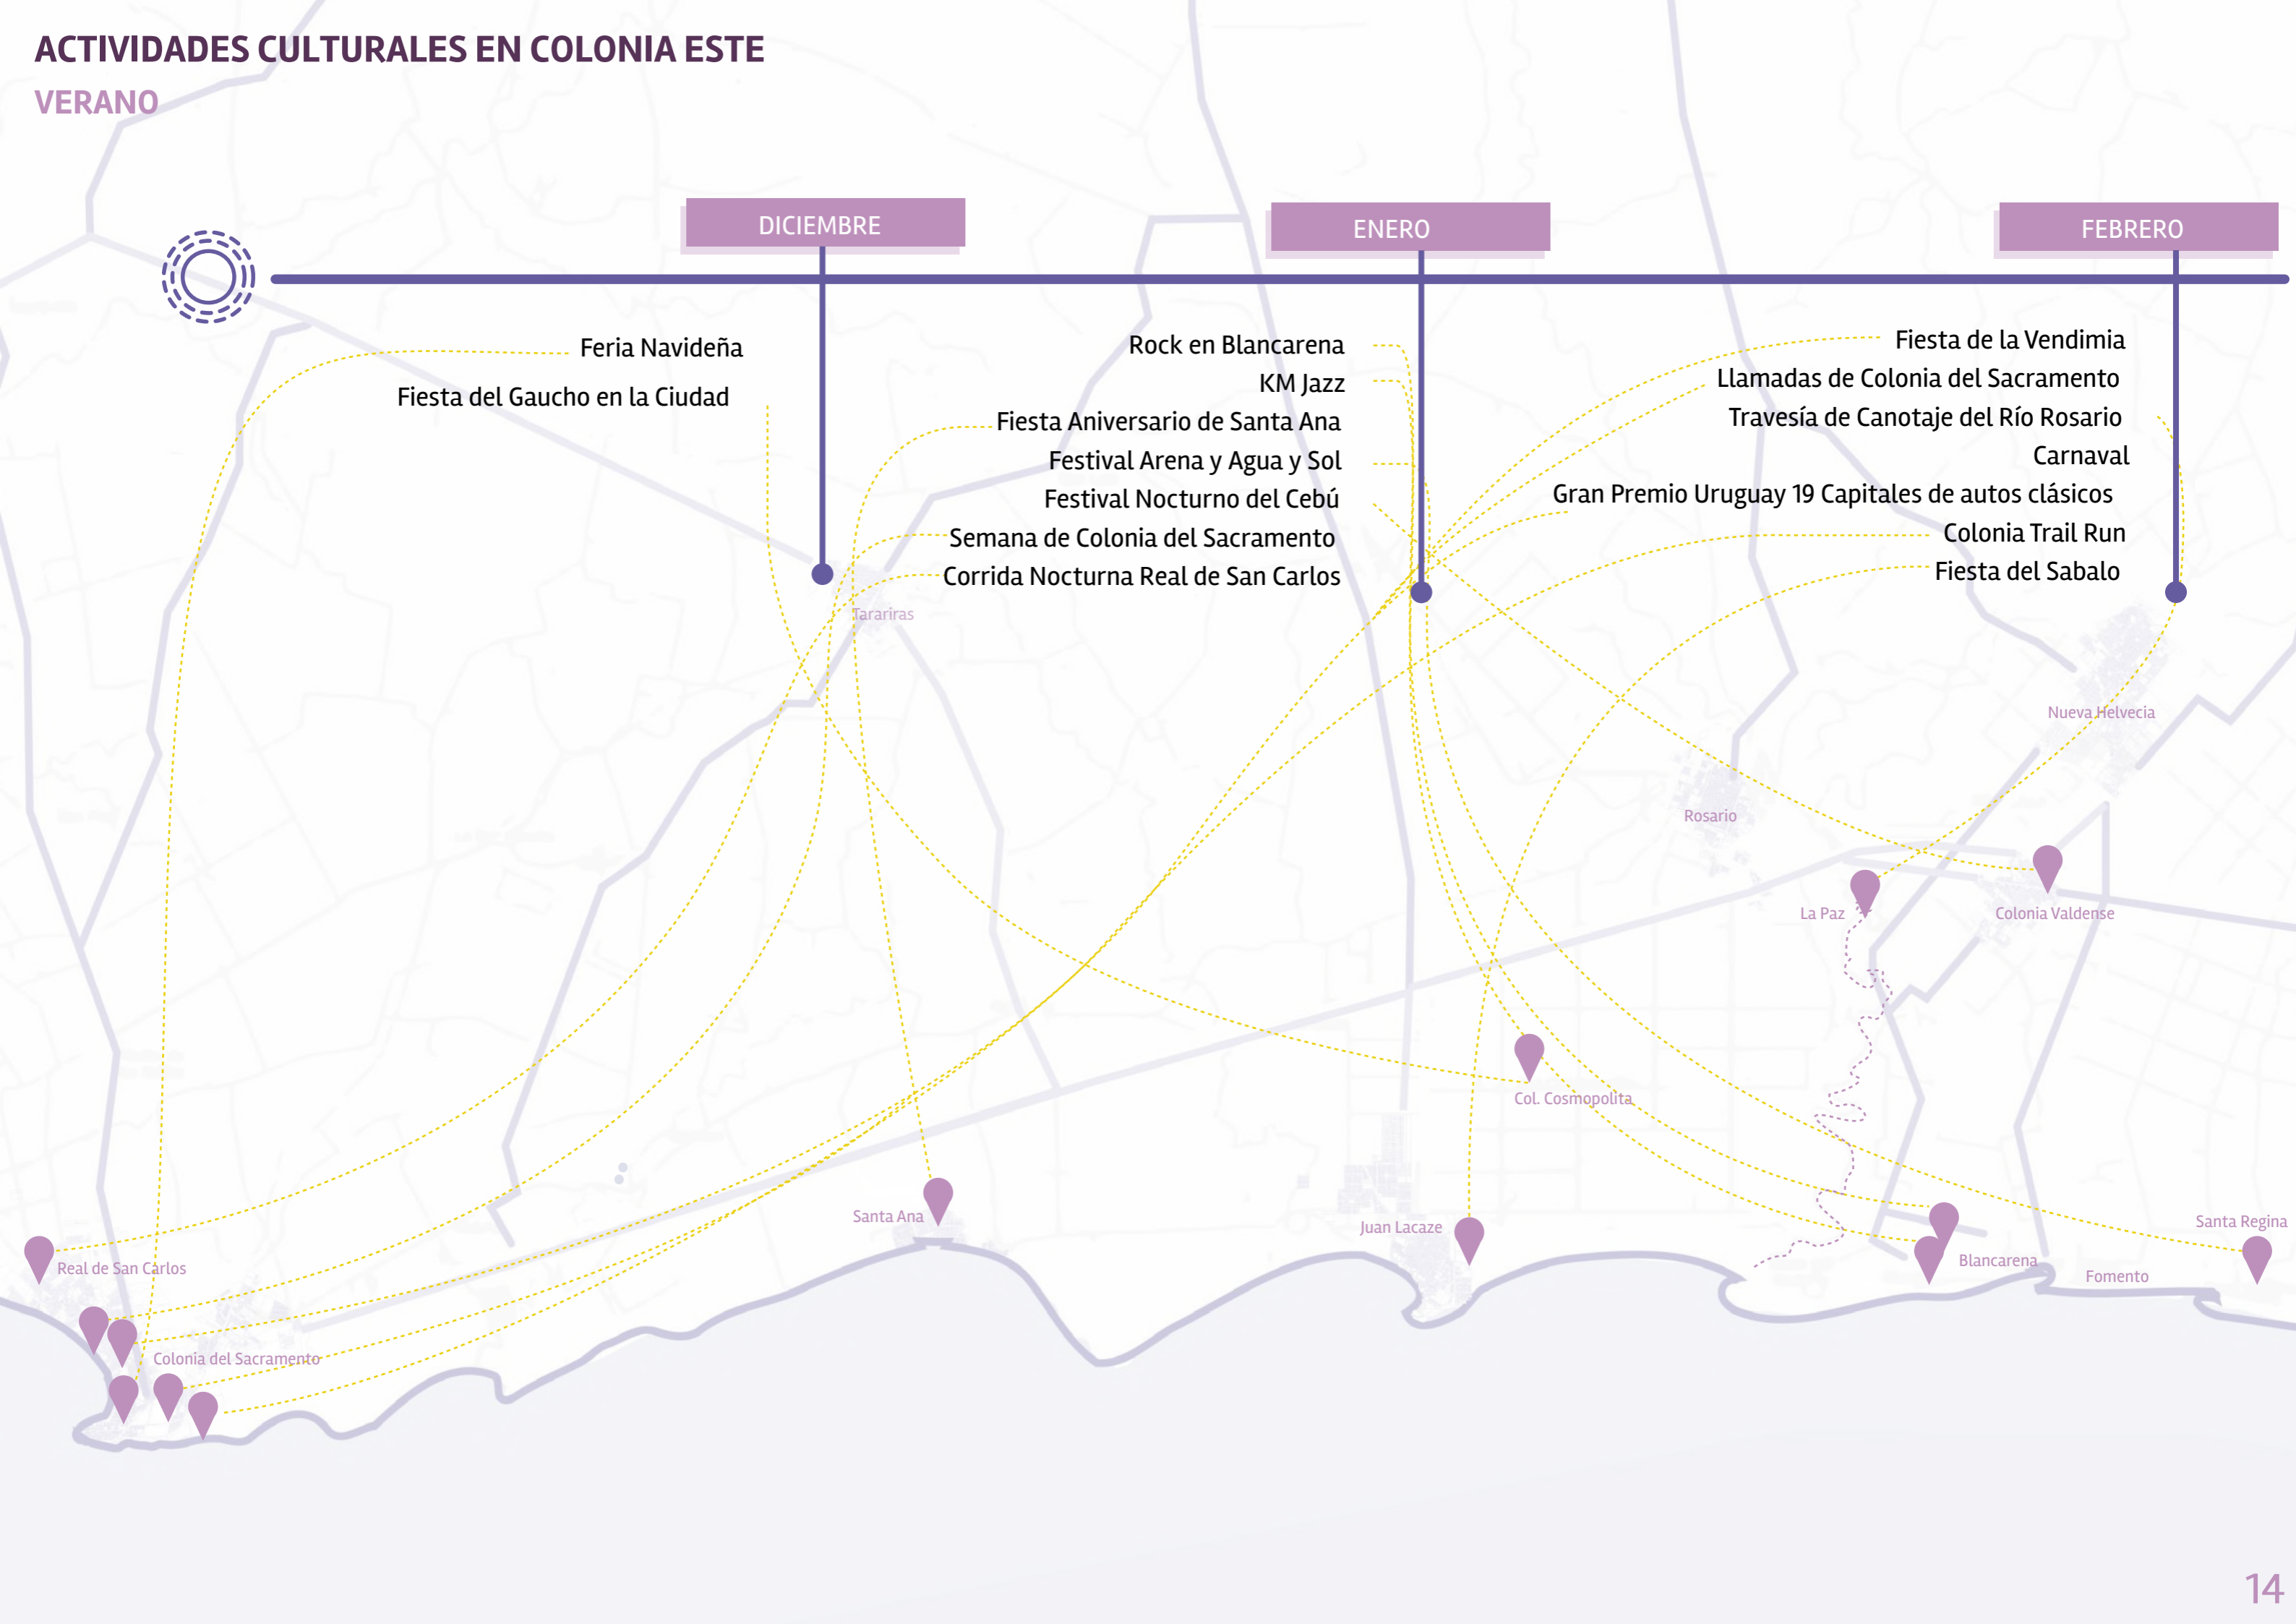 ACTIVIDADES CULTURALES EN COLONIA ESTE
VERANO
DICIEMBRE
ENERO
FEBRERO
Feria Navideña
Fiesta del Gaucho en la Ciudad
Rock en Blancarena
KM Jazz
Fiesta Aniversario de Santa Ana
Festival Arena y Agua y Sol
Festival Nocturno del Cebú
Semana de Colonia del Sacramento
Corrida Nocturna Real de San Carlos
Fiesta de la Vendimia
Llamadas de Colonia del Sacramento
Travesía de Canotaje del Río Rosario
Carnaval
Gran Premio Uruguay 19 Capitales de autos clásicos
Colonia Trail Run
Fiesta del Sabalo
Tarariras
Nueva Helvecia
Rosario
La Paz
Colonia Valdense
Col. Cosmopolita
Santa Ana
Juan Lacaze
Santa Regina
Real de San Carlos
Blancarena
Fomento
Colonia del Sacramento
14